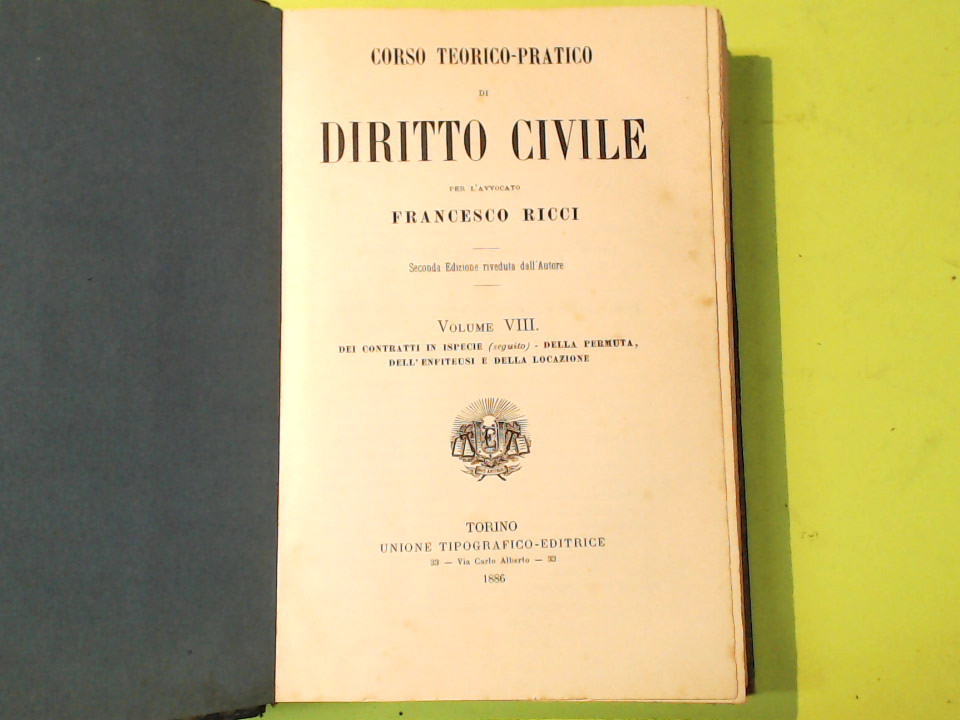 CORSO TEORICO-PRATICO
DI
DIRITTO CIVILE
PER L'AVVOCATO
FRANCESCO RICCI
Seconda Edizione riveduta dall'Autore
VOLUME VIII.
DEI CONTRATTI IN ISPECIE (seguito) - DELLA PERMUTA,
DELL'ENFITEUSI E DELLA LOCAZIONE
TORINO
UNIONE TIPOGRAFICO-EDITRICE
33 — Via Carlo Alberto — 33
1886